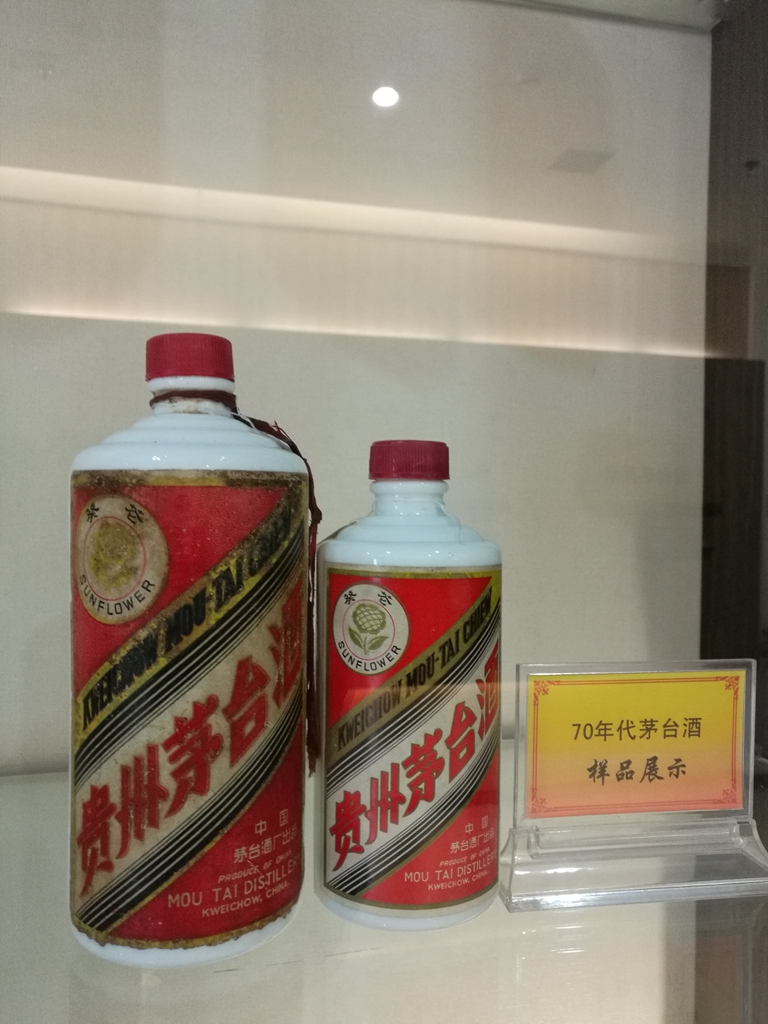 葵花
SUNFLOWER
KWEICHOW MOU-TAI CHIEW
贵州茅台酒
中国
茅台酒厂出品
PRODUCE OF CHINA
MOU TAI DISTILLERY
KWEICHOW, CHINA.
葵花
SUNFLOWER
KWEICHOW MOU-TAI CHIEW
贵州茅台酒
中国
茅台酒厂出品
PRODUCE OF CHINA
MOU TAI DISTILLERY
KWEICHOW, CHINA.
70年代茅台酒
样品展示